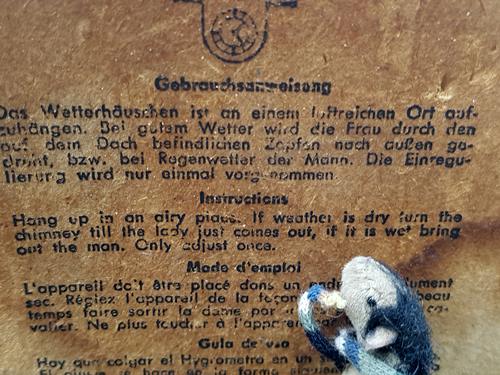 Gebrauchsanweisung
Das Wetterhäuschen ist an einem luftreichen Ort auf-
zuhängen. Bei gutem Wetter wird die Frau durch den
auf dem Dach befindlichen Zapfen nach außen ge-
dreht, bzw. bei Regenwetter der Mann. Die Einregu-
lierung wird nur einmal vorgenommen.
Instructions
Hang up in an airy place. If weather is dry turn the
chimney till the lady just comes out, if it is wet bring
out the man. Only adjust once.
Mode d'emploi
L'appareil doit être placé dans un
sec. Réglez l'appareil de la façon beau
temps faire sortir la dame par
valier. Ne plus toucher à l'appareil
Guia de uso
Hay que colgar el Hygrometro en un